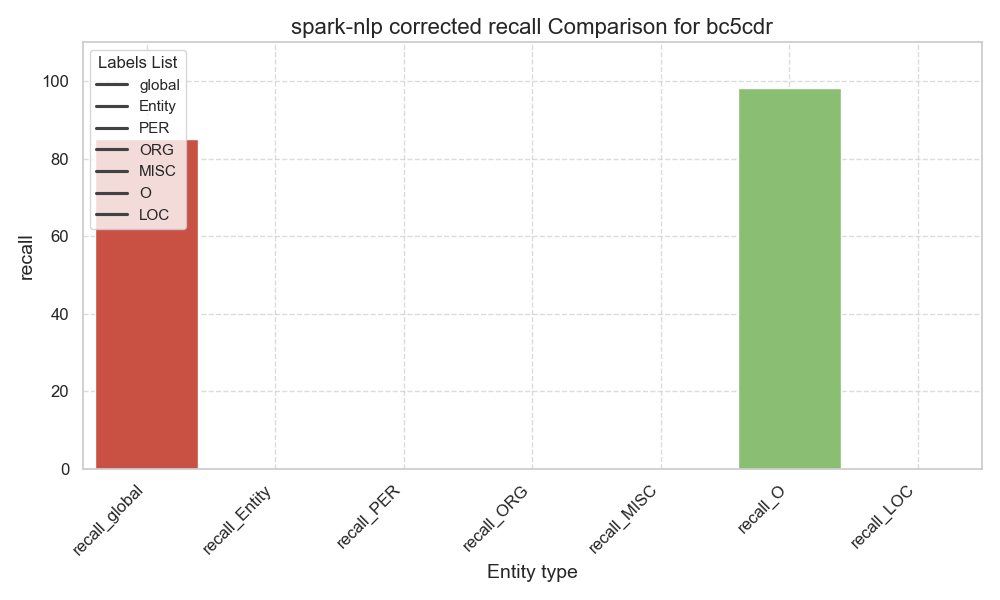 spark-nlp corrected recall Comparison for bc5cdr
Labels List
global
Entity
PER
ORG
MISC
O
LOC
100
80
60
40
20
0
recall
recall_global
recall_Entity
recall_PER
recall_ORG
recall_MISC
recall_O
recall_LOC
Entity type